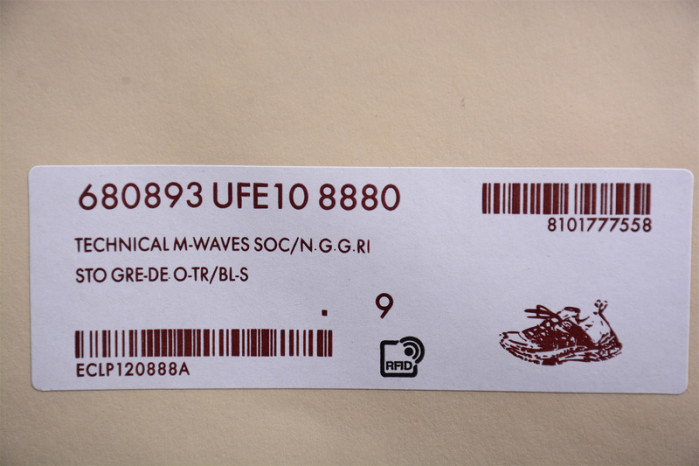 680893 UFE10 8880
8101777558
TECHNICAL M-WAVES SOC/N.G.G.RI
STO GRE-DE.O-TR/BL-S
. 9
RFID
ECLP120888A